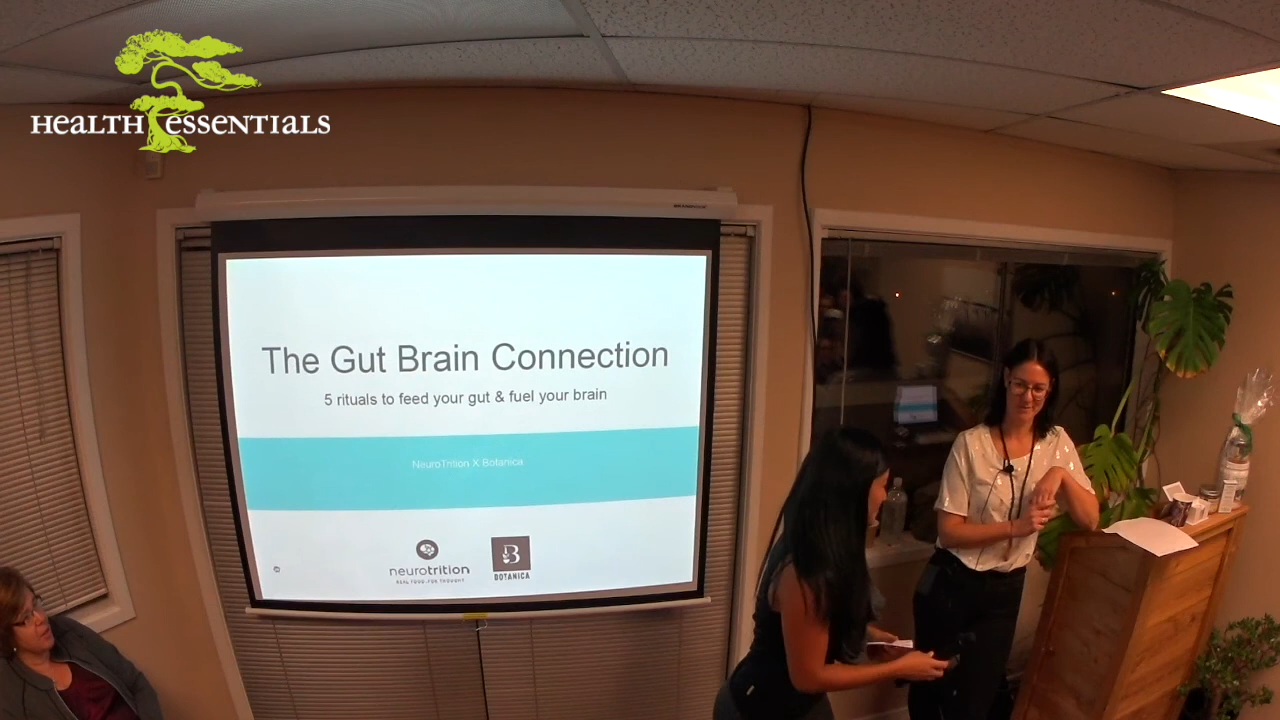 HEALTH ESSENTIALS
The Gut Brain Connection
5 rituals to feed your gut & fuel your brain
NeuroTrition X Botanica
neurotrition
REAL FOOD. FOR THOUGHT
B
BOTANICA